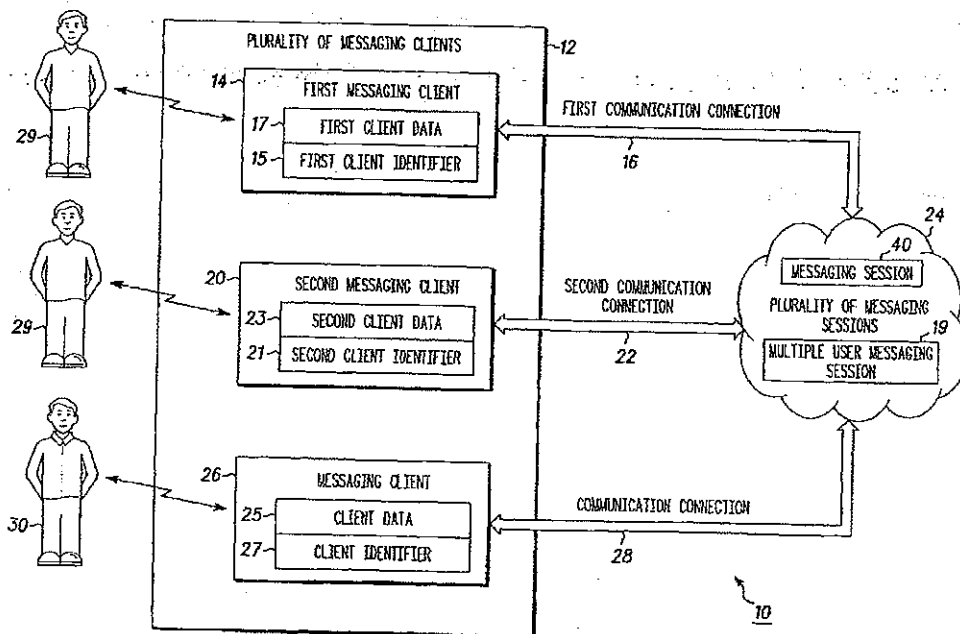 PLURALITY OF MESSAGING CLIENTS
12
14
FIRST MESSAGING CLIENT
17
FIRST CLIENT DATA
15
FIRST CLIENT IDENTIFIER
29
FIRST COMMUNICATION CONNECTION
16
24
40
MESSAGING SESSION
PLURALITY OF MESSAGING
SESSIONS
19
MULTIPLE USER MESSAGING
SESSION
20
SECOND MESSAGING CLIENT
23
SECOND CLIENT DATA
21
SECOND CLIENT IDENTIFIER
29
SECOND COMMUNICATION
CONNECTION
22
26
MESSAGING CLIENT
25
CLIENT DATA
27
CLIENT IDENTIFIER
30
COMMUNICATION CONNECTION
28
10